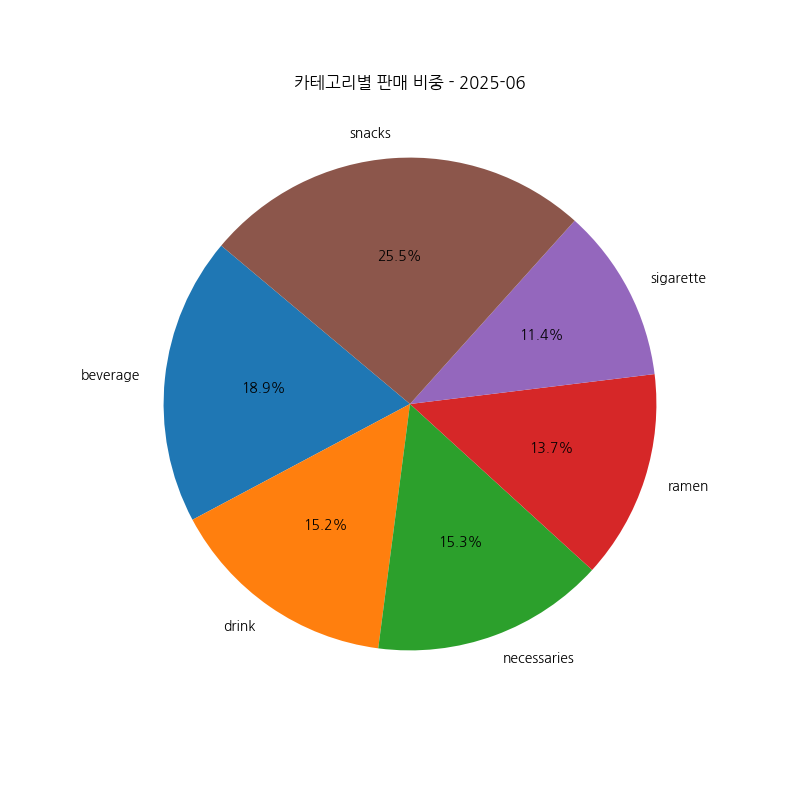 카테고리별 판매 비중 - 2025-06
snacks
25.5%
sigarette
11.4%
beverage
18.9%
13.7%
ramen
15.2%
15.3%
drink
necessaries